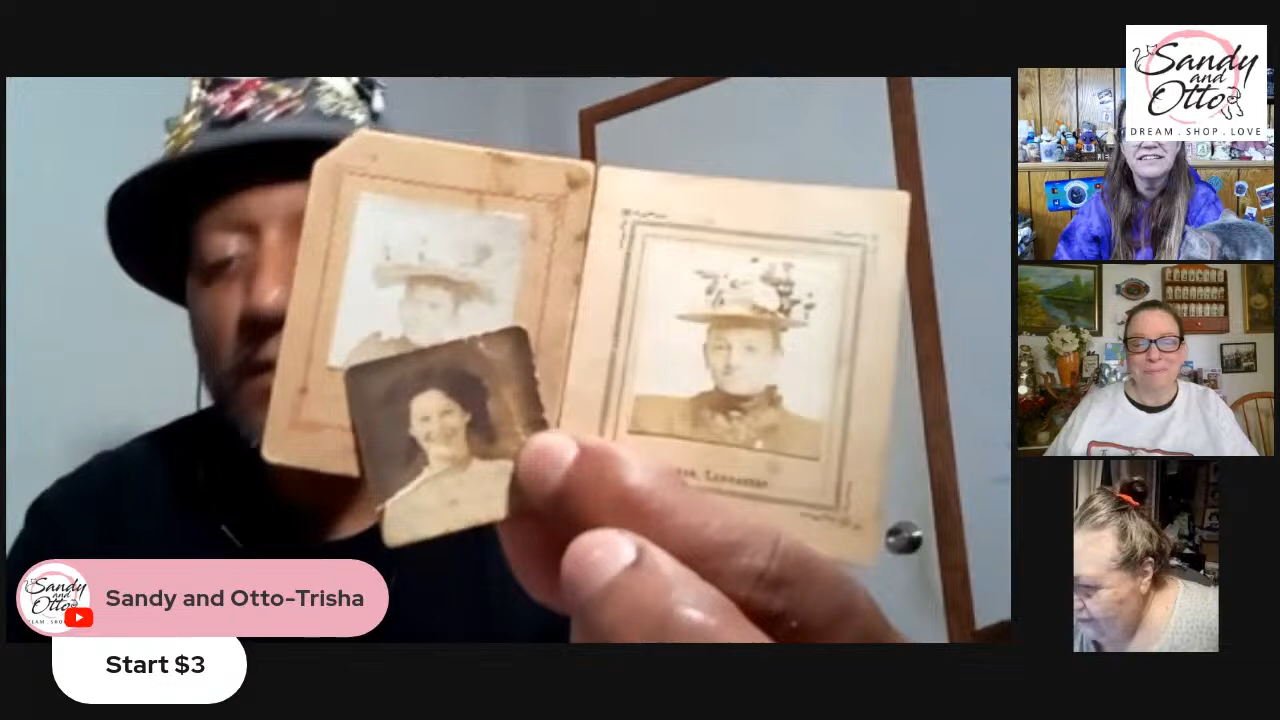 Sandy
and
Otto
DREAM . SHOP . LOVE
Sandy and Otto-Trisha
Start $3